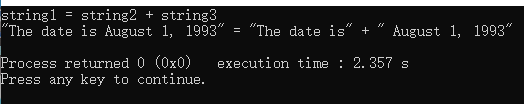 string1 = string2 + string3
"The date is August 1, 1993" = "The date is" + " August 1, 1993"
Process returned 0 (0x0)   execution time : 2.357 s
Press any key to continue.